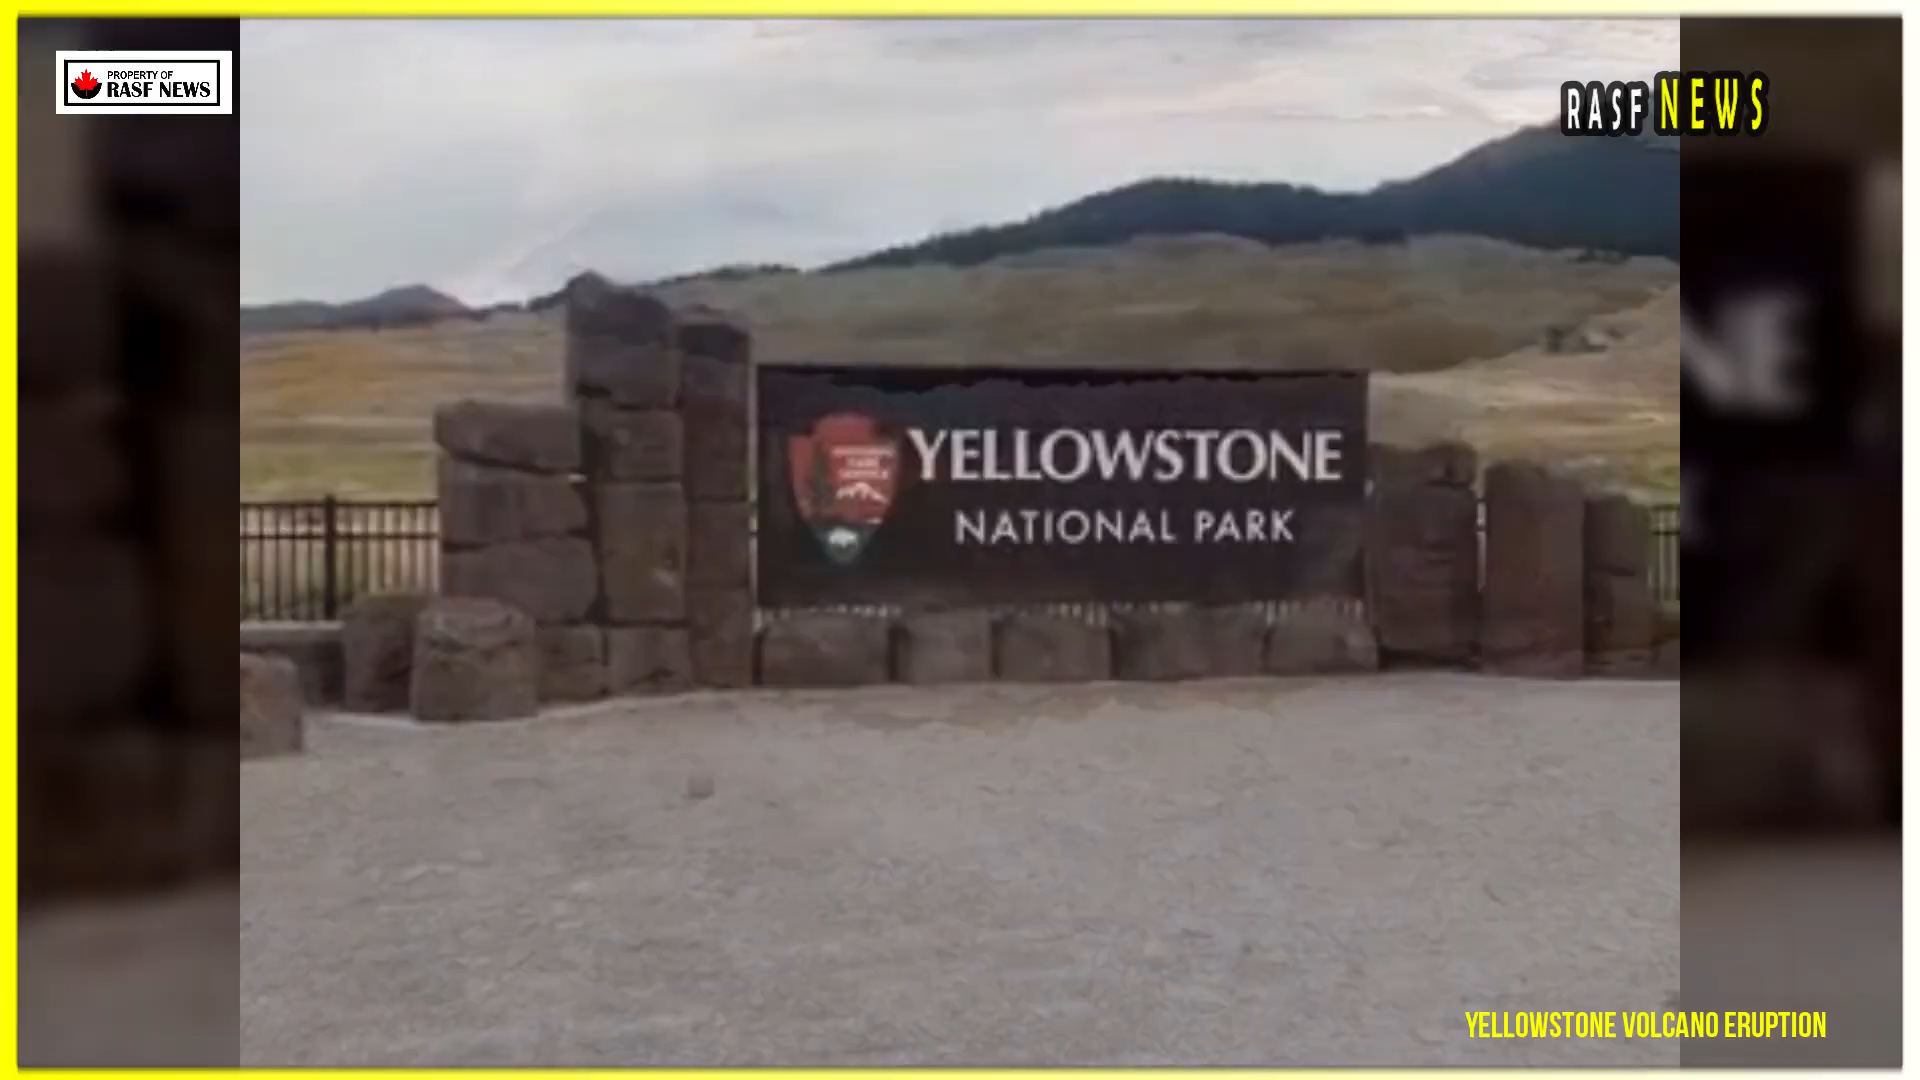 PROPERTY OF
RASF NEWS
RASF NEWS
YELLOWSTONE
NATIONAL PARK
YELLOWSTONE VOLCANO ERUPTION